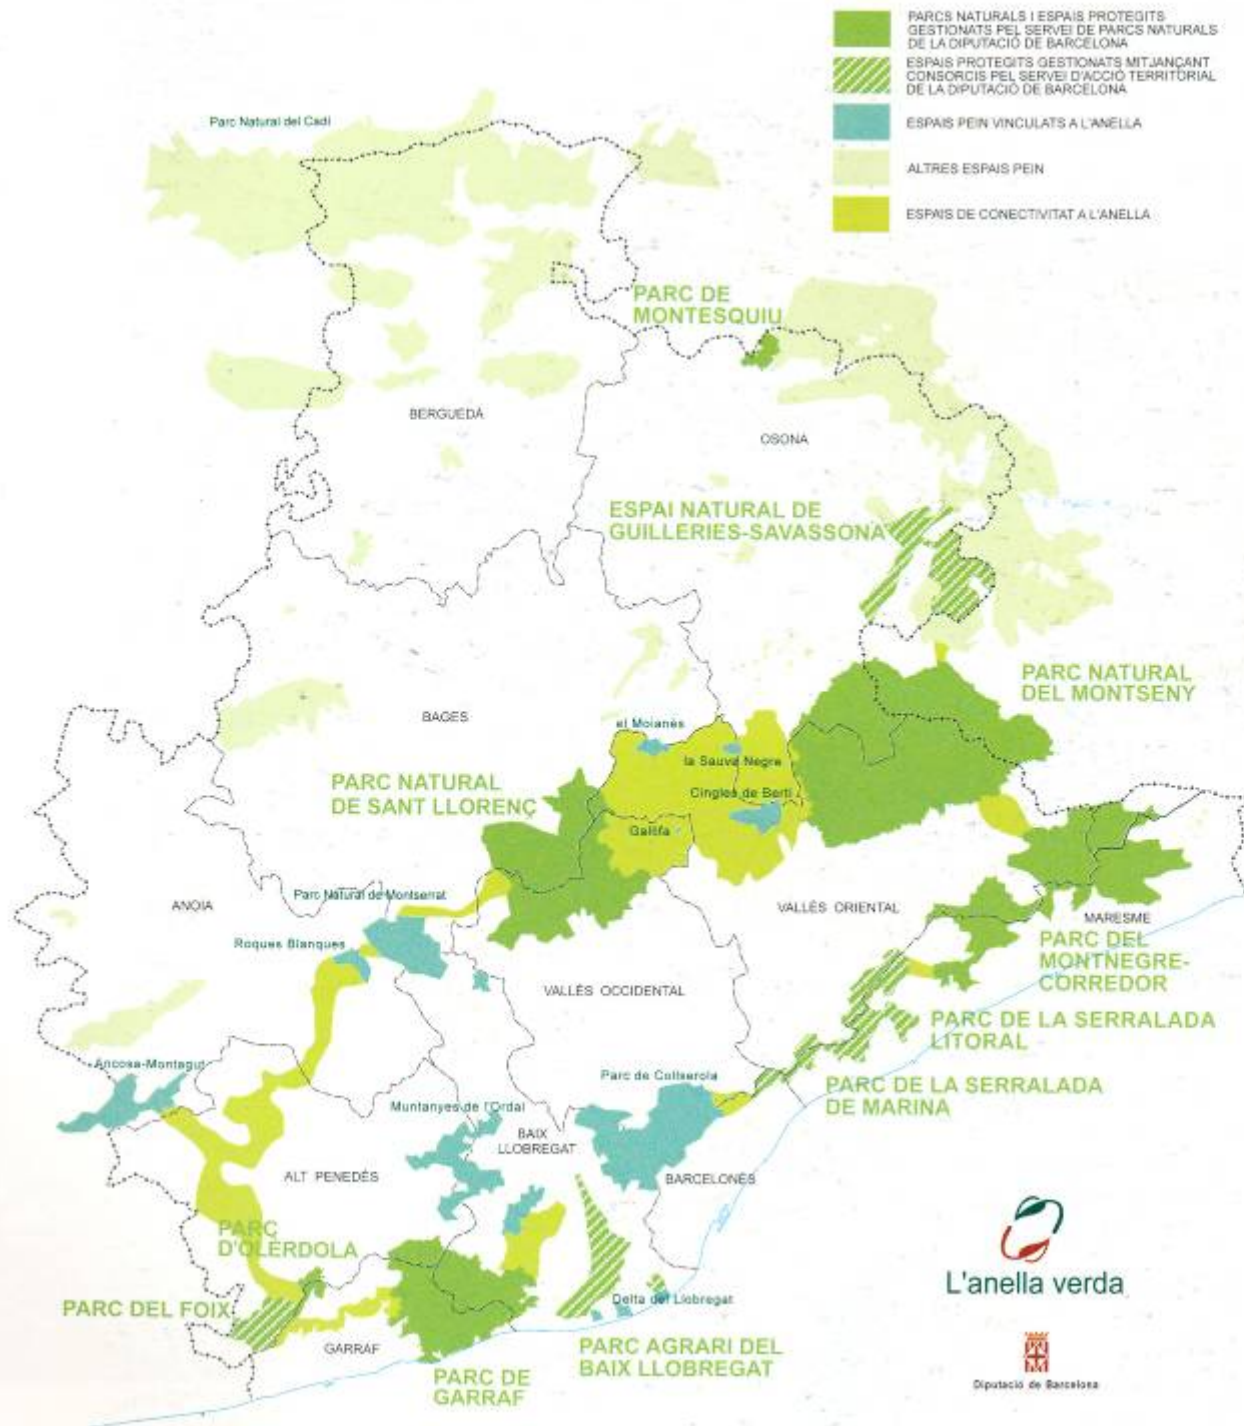 PARCS NATURALS I ESPAIS PROTEGITS
GESTIONATS PEL SERVEI DE PARCS NATURALS
DE LA DIPUTACIÓ DE BARCELONA
ESPAIS PROTEGITS GESTIONATS MITJANÇANT
CONSORCIS PEL SERVEI D'ACCIÓ TERRITORIAL
DE LA DIPUTACIÓ DE BARCELONA
ESPAIS PEIN VINCULATS A L'ANELLA
ALTRES ESPAIS PEIN
ESPAIS DE CONECTIVITAT A L'ANELLA
Parc Natural del Cadí
PARC DE
MONTESQUIU
BERGUEDÀ
OSONA
ESPAI NATURAL DE
GUILLERIES-SAVASSONA
PARC NATURAL
DEL MONTSENY
BAGES
el Moianès
la Sauva Negre
PARC NATURAL
DE SANT LLORENÇ
Cingles de Bertí
Galifa
Parc Natural de Montserrat
ANOIA
VALLÈS ORIENTAL
MARESME
Roques Blanques
PARC DEL
MONTNEGRE-
CORREDOR
VALLÈS OCCIDENTAL
PARC DE LA SERRALADA
LITORAL
Ancosa-Montagut
Parc de Collserola
PARC DE LA SERRALADA
DE MARINA
Muntanyes de l'Ordal
BAIX
LLOBREGAT
ALT PENEDÈS
BARCELONÈS
PARC
D'OLÈRDOLA
PARC DEL FOIX
Delta del Llobregat
L'anella verda
GARRAF
PARC AGRARI DEL
BAIX LLOBREGAT
PARC DE
GARRAF
Diputació de Barcelona